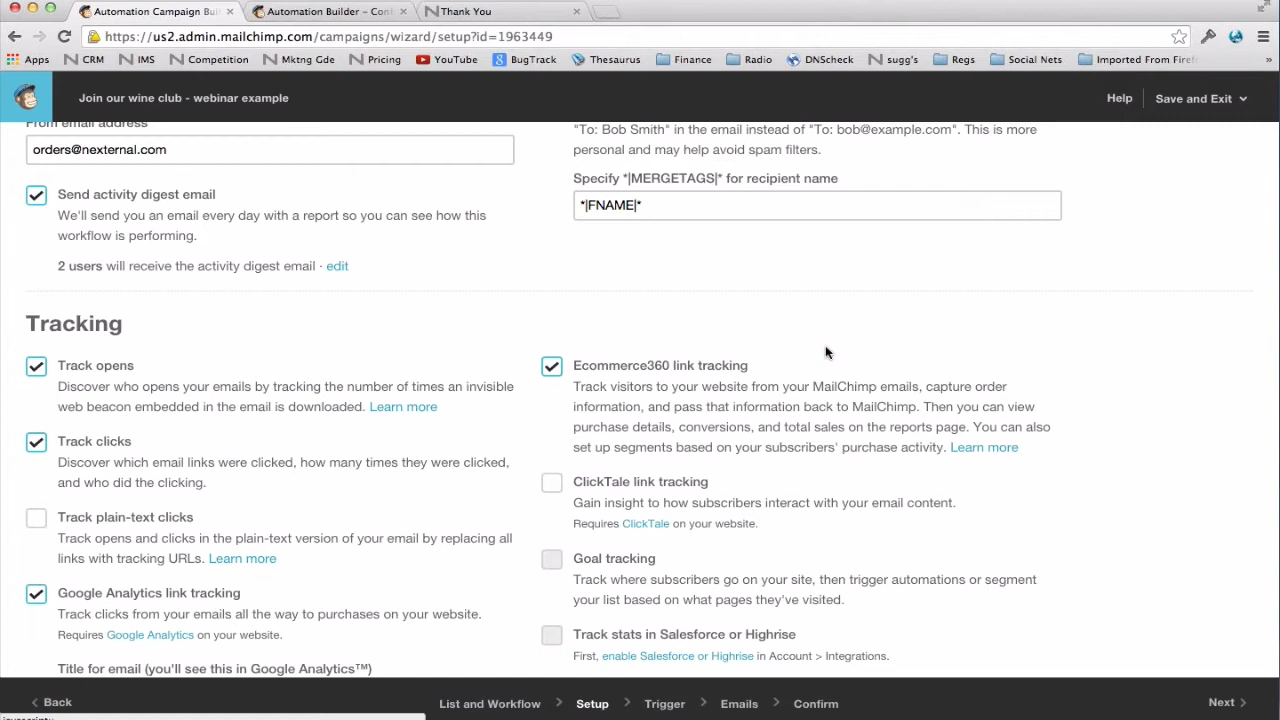 Automation Campaign Bui
Automation Builder – Cont
Thank You
https://us2.admin.mailchimp.com/campaigns/wizard/setup?id=1963449
Apps CRM IMS Competition Mktng Gde Pricing YouTube BugTrack Thesaurus Finance Radio DNScheck sugg's Regs Social Nets Imported From Firef »
Join our wine club - webinar example
Help
Save and Exit
From email address
orders@nexternal.com
Send activity digest email
We'll send you an email every day with a report so you can see how this
workflow is performing.
2 users will receive the activity digest email · edit
"To: Bob Smith" in the email instead of "To: bob@example.com". This is more
personal and may help avoid spam filters.
Specify *|MERGETAGS|* for recipient name
*|FNAME|*
Tracking
Track opens
Discover who opens your emails by tracking the number of times an invisible
web beacon embedded in the email is downloaded. Learn more
Track clicks
Discover which email links were clicked, how many times they were clicked,
and who did the clicking.
Track plain-text clicks
Track opens and clicks in the plain-text version of your email by replacing all
links with tracking URLs. Learn more
Google Analytics link tracking
Track clicks from your emails all the way to purchases on your website.
Requires Google Analytics on your website.
Title for email (you'll see this in Google Analytics™)
Ecommerce360 link tracking
Track visitors to your website from your MailChimp emails, capture order
information, and pass that information back to MailChimp. Then you can view
purchase details, conversions, and total sales on the reports page. You can also
set up segments based on your subscribers' purchase activity. Learn more
ClickTale link tracking
Gain insight to how subscribers interact with your email content.
Requires ClickTale on your website.
Goal tracking
Track where subscribers go on your site, then trigger automations or segment
your list based on what pages they've visited.
Track stats in Salesforce or Highrise
First, enable Salesforce or Highrise in Account > Integrations.
Back
List and Workflow > Setup > Trigger > Emails > Confirm
Next